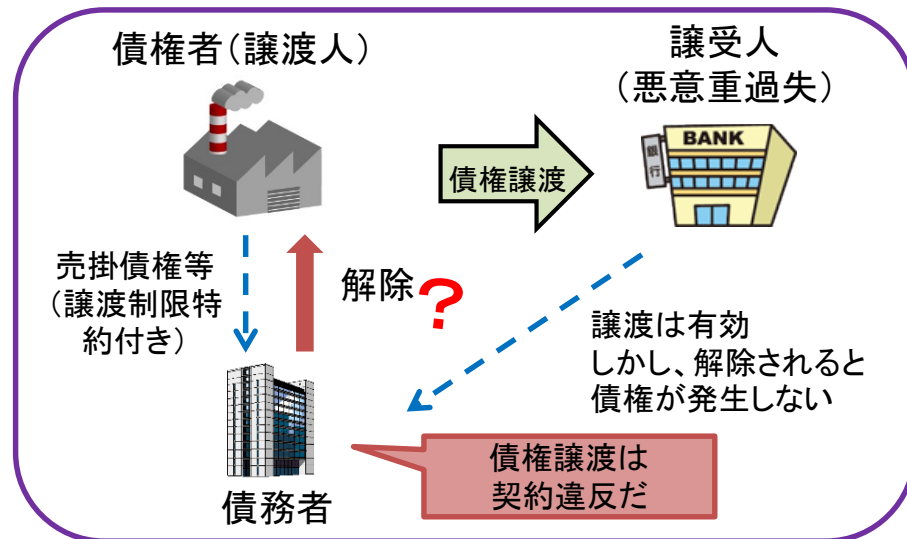 債権者（譲渡人）
譲受人
（悪意重過失）
BANK
銀行
債権譲渡
売掛債権等
（譲渡制限特
約付き）
解除？
譲渡は有効
しかし、解除されると
債権が発生しない
債権譲渡は
契約違反だ
債務者